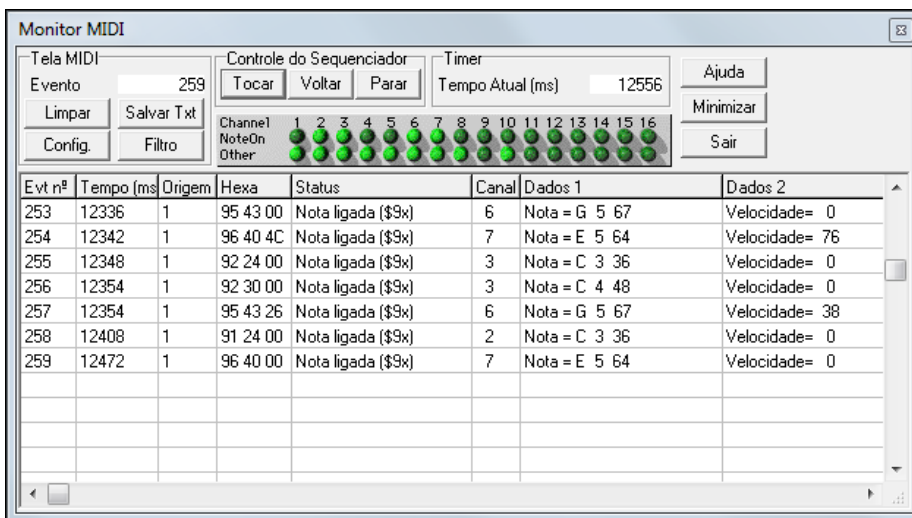 Monitor MIDI
Tela MIDI
Evento 259
Limpar Salvar Txt
Config. Filtro
Controle do Sequenciador
Tocar Voltar Parar
Timer
Tempo Atual (ms) 12556
Ajuda
Minimizar
Sair
Channel 1 2 3 4 5 6 7 8 9 10 11 12 13 14 15 16
NoteOn
Other
Evt nº Tempo (ms Origem Hexa Status Canal Dados 1 Dados 2
253 12336 1 95 43 00 Nota ligada ($9x) 6 Nota = G 5 67 Velocidade= 0
254 12342 1 96 40 4C Nota ligada ($9x) 7 Nota = E 5 64 Velocidade= 76
255 12348 1 92 24 00 Nota ligada ($9x) 3 Nota = C 3 36 Velocidade= 0
256 12354 1 92 30 00 Nota ligada ($9x) 3 Nota = C 4 48 Velocidade= 0
257 12354 1 95 43 26 Nota ligada ($9x) 6 Nota = G 5 67 Velocidade= 38
258 12408 1 91 24 00 Nota ligada ($9x) 2 Nota = C 3 36 Velocidade= 0
259 12472 1 96 40 00 Nota ligada ($9x) 7 Nota = E 5 64 Velocidade= 0